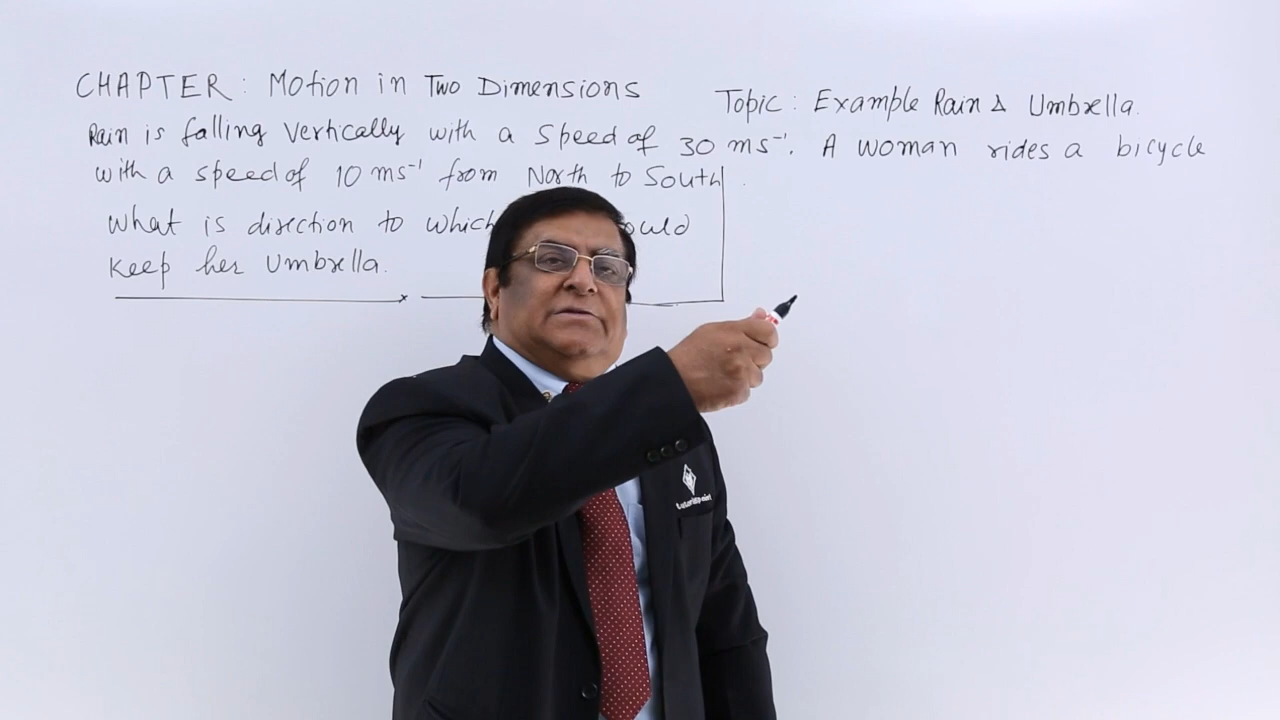 CHAPTER: Motion in Two Dimensions
Topic: Example Rain & Umbrella.
Rain is falling vertically with a speed of 30 ms⁻¹. A woman rides a bicycle
with a speed of 10 ms⁻¹ from North to South.
What is direction to which
Keep her Umbrella.
tutorialspoint